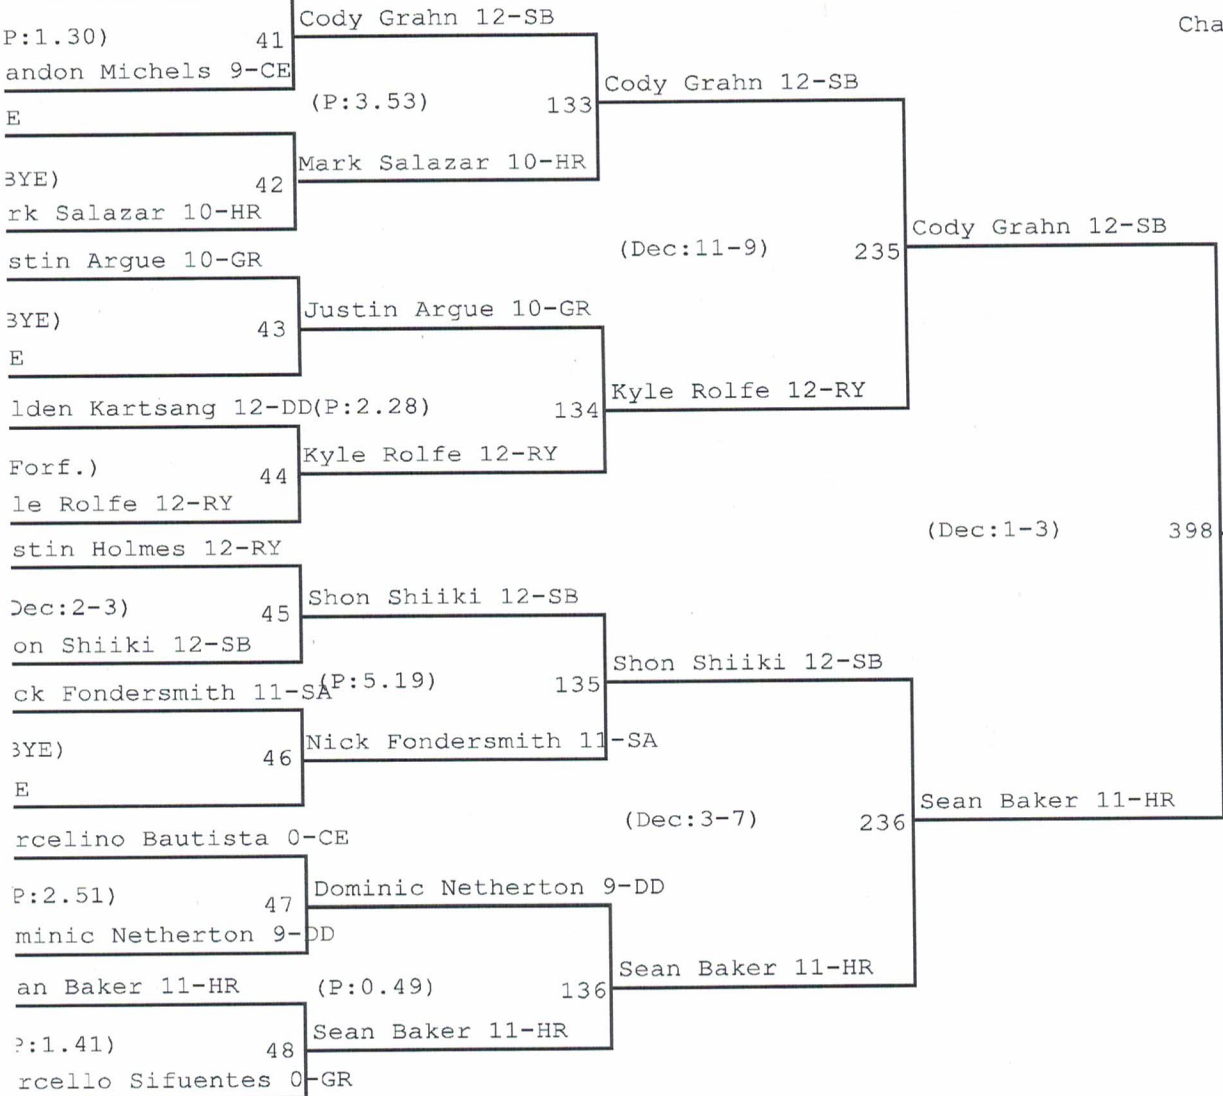 Cody Grahn 12-SB
Cha
P:1.30) 41
andon Michels 9-CE
(P:3.53) 133
Cody Grahn 12-SB
E
Mark Salazar 10-HR
BYE) 42
rk Salazar 10-HR
Cody Grahn 12-SB
(Dec:11-9) 235
stin Argue 10-GR
Justin Argue 10-GR
BYE) 43
E
Kyle Rolfe 12-RY
lden Kartsang 12-DD(P:2.28) 134
Kyle Rolfe 12-RY
Forf.) 44
le Rolfe 12-RY
(Dec:1-3) 398
stin Holmes 12-RY
Shon Shiiki 12-SB
Dec:2-3) 45
on Shiiki 12-SB
Shon Shiiki 12-SB
ck Fondersmith 11-SA(P:5.19) 135
Nick Fondersmith 11-SA
BYE) 46
E
Sean Baker 11-HR
(Dec:3-7) 236
rcelino Bautista 0-CE
Dominic Netherton 9-DD
P:2.51) 47
minic Netherton 9-DD
Sean Baker 11-HR
an Baker 11-HR (P:0.49) 136
Sean Baker 11-HR
P:1.41) 48
rcello Sifuentes 0-GR